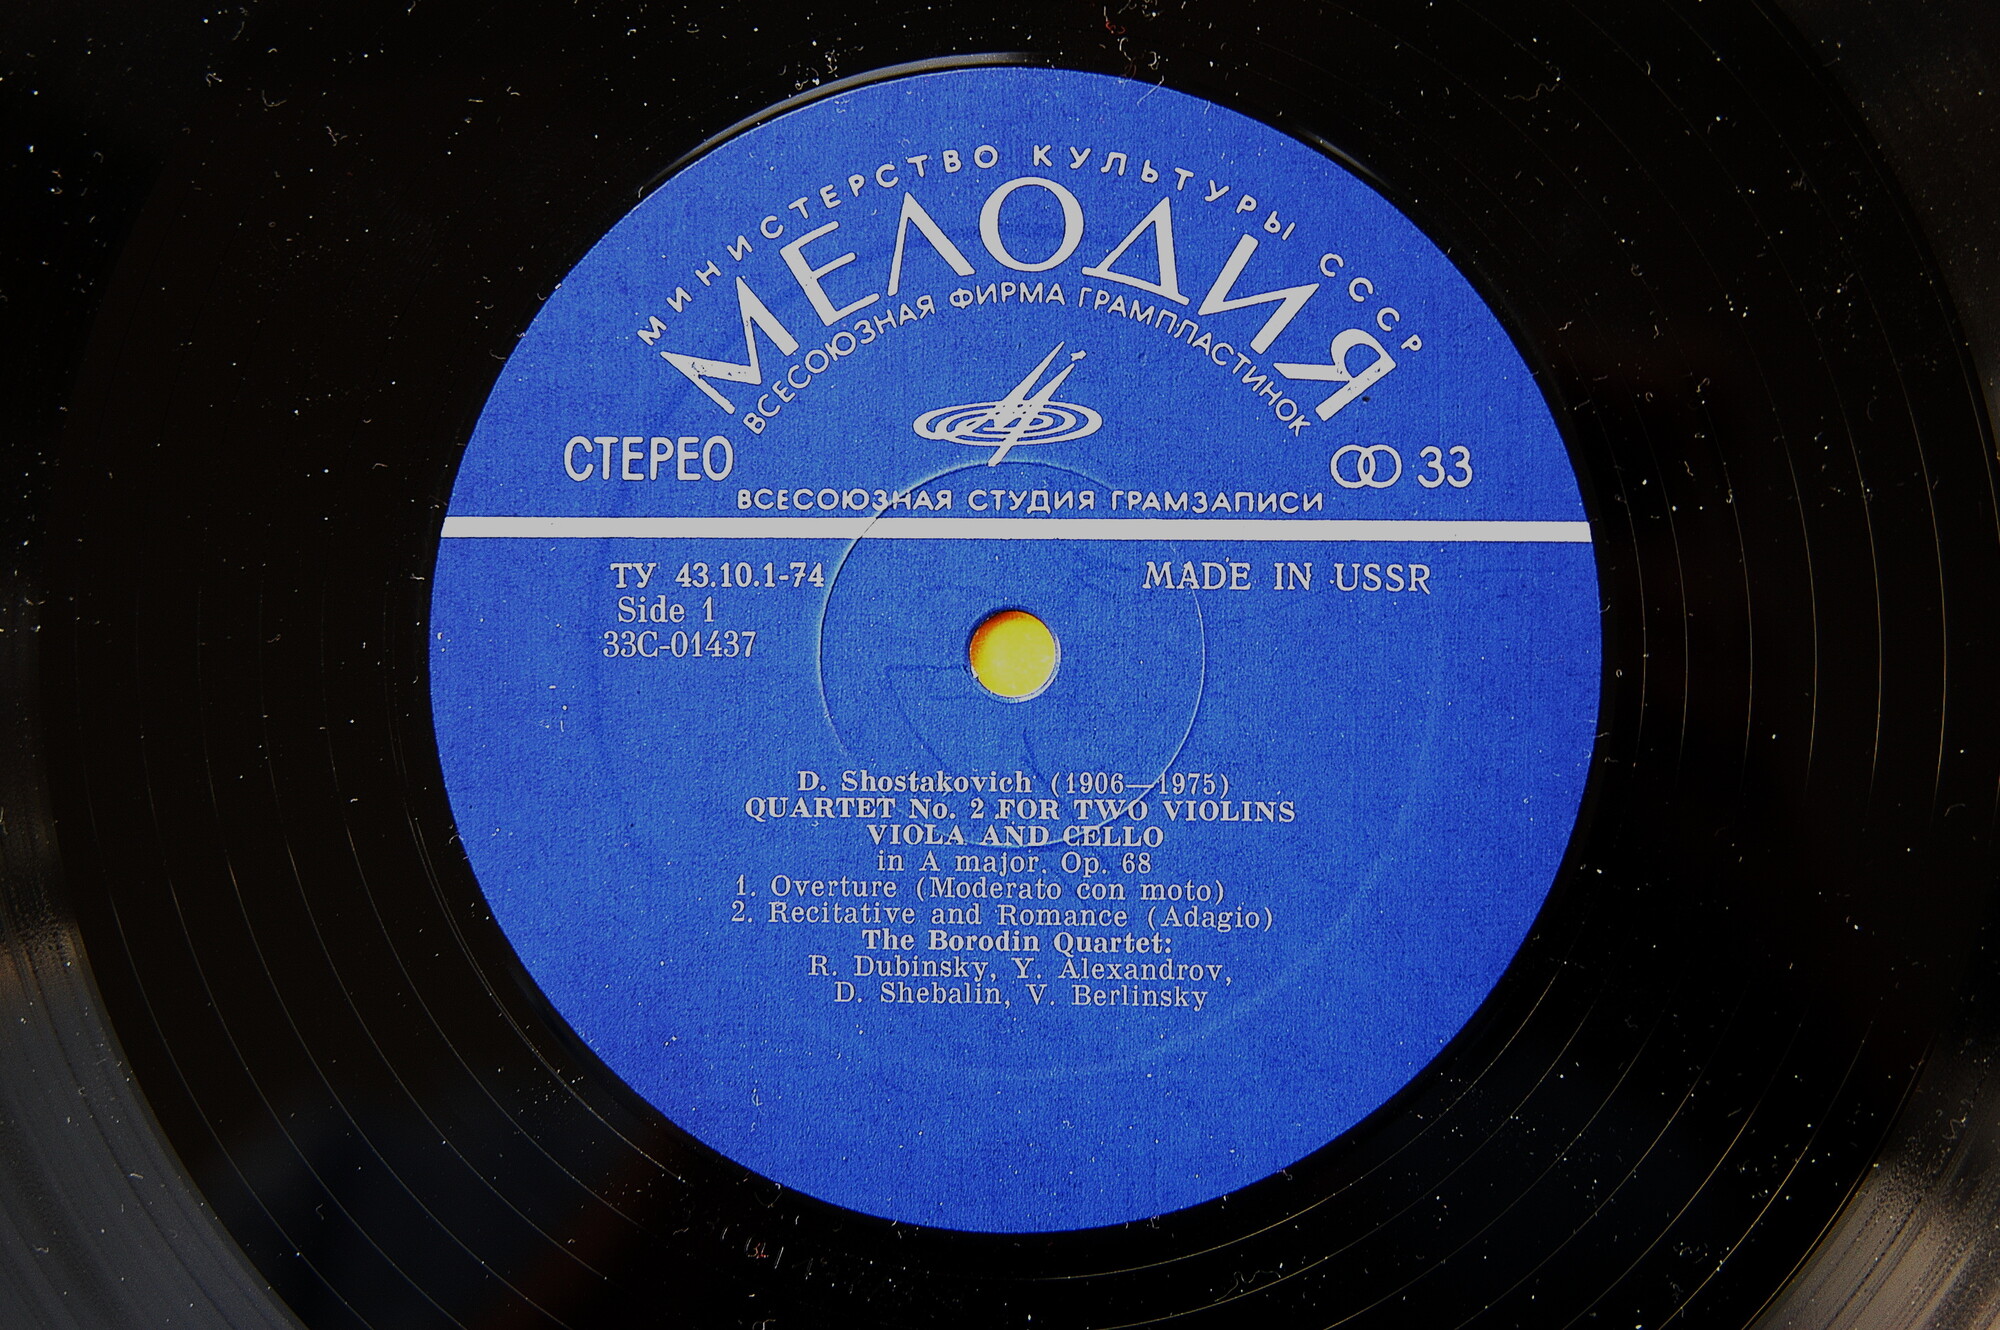 МИНИСТЕРСТВО КУЛЬТУРЫ СССР
МЕЛОДИЯ
ВСЕСОЮЗНАЯ ФИРМА ГРАМПЛАСТИНОК
СТЕРЕО
33
ВСЕСОЮЗНАЯ СТУДИЯ ГРАМЗАПИСИ
ТУ 43.10.1-74
MADE IN USSR
Side 1
33С-01437
D. Shostakovich (1906—1975)
QUARTET No. 2 FOR TWO VIOLINS
VIOLA AND CELLO
in A major. Op. 68
1. Overture (Moderato con moto)
2. Recitative and Romance (Adagio)
The Borodin Quartet:
R. Dubinsky, Y. Alexandrov,
D. Shebalin, V. Berlinsky